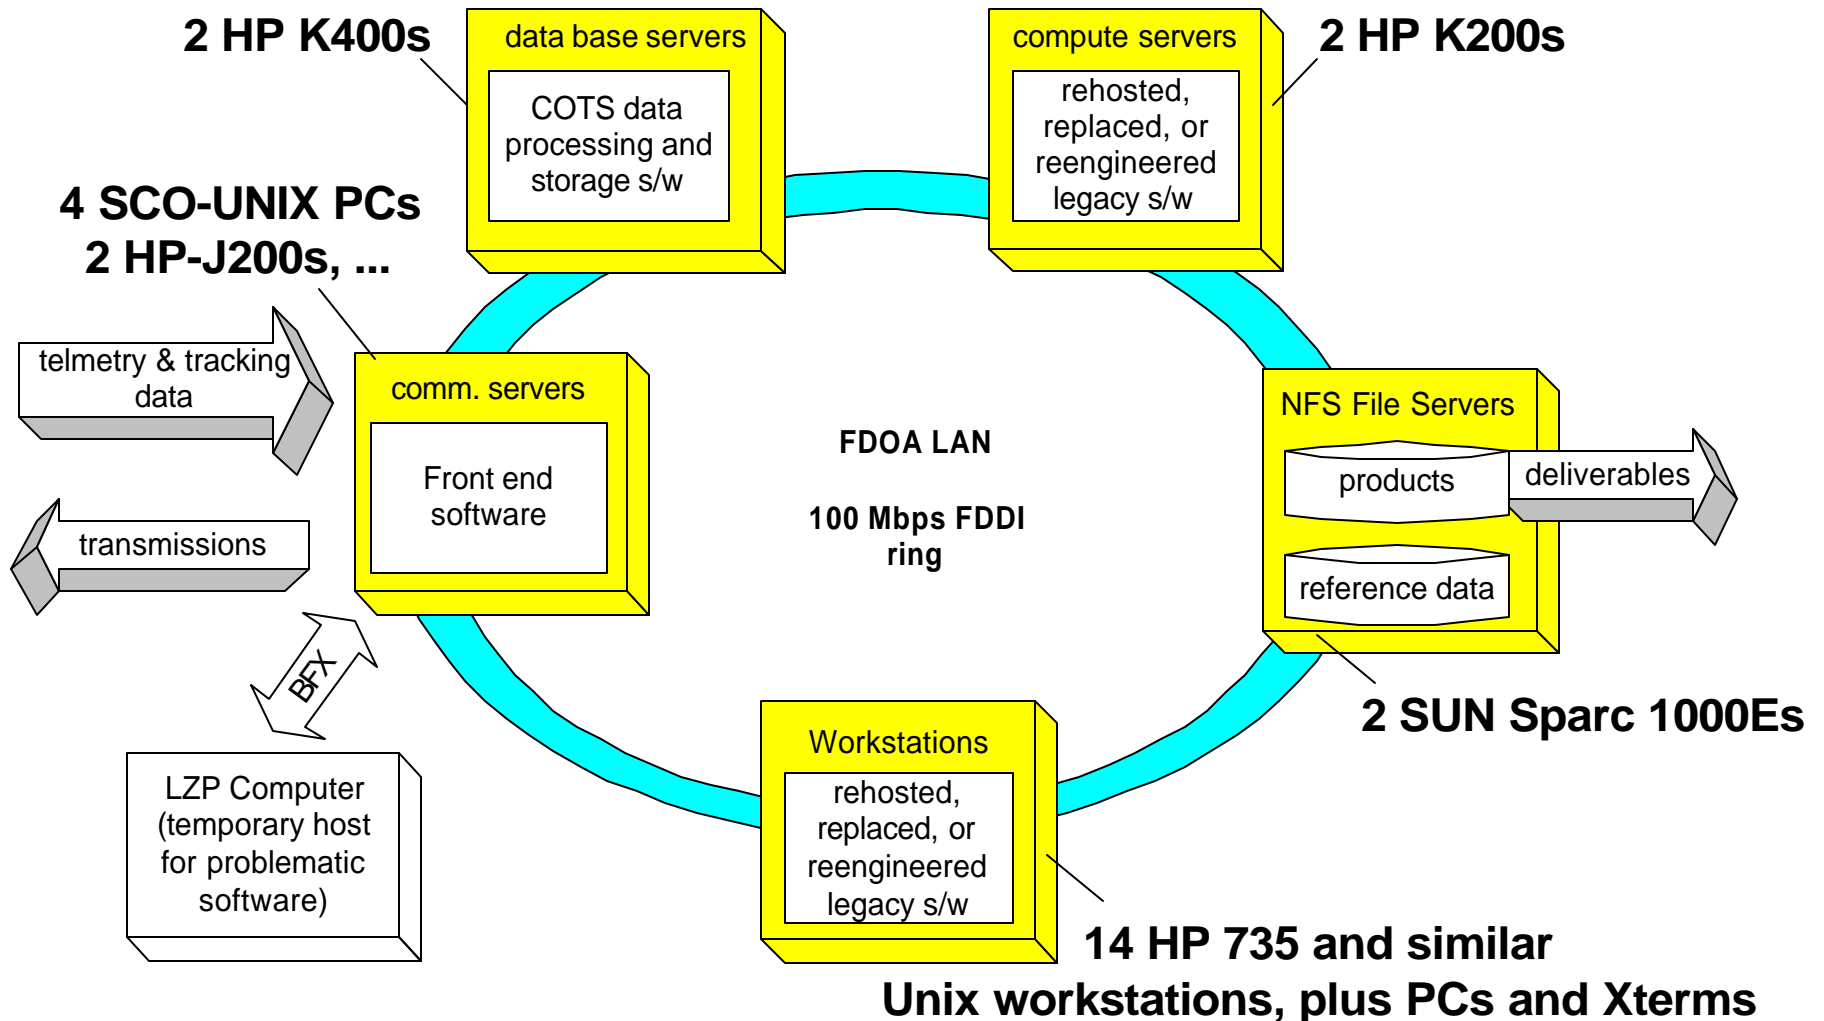 2 HP K400s
data base servers
COTS data
processing and
storage s/w
compute servers
rehosted,
replaced, or
reengineered
legacy s/w
2 HP K200s
4 SCO-UNIX PCs
2 HP-J200s, ...
telmetry & tracking
data
comm. servers
Front end
software
transmissions
BFX
LZP Computer
(temporary host
for problematic
software)
FDOA LAN
100 Mbps FDDI
ring
NFS File Servers
products
deliverables
reference data
2 SUN Sparc 1000Es
Workstations
rehosted,
replaced, or
reengineered
legacy s/w
14 HP 735 and similar
Unix workstations, plus PCs and Xterms